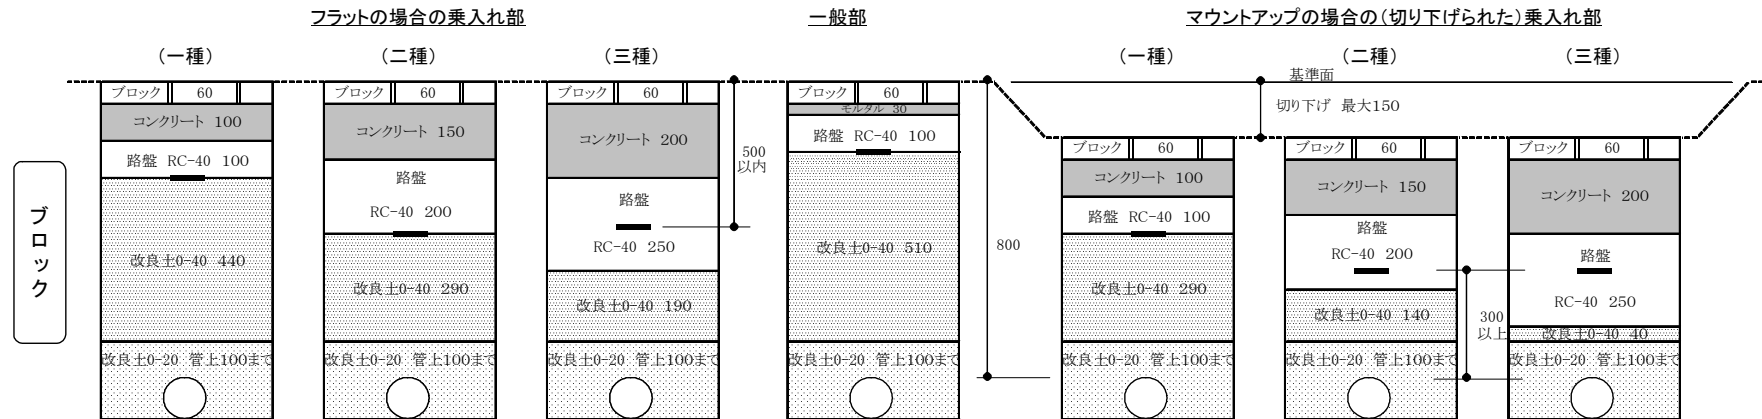 フラットの場合の乗入れ部
一般部
マウントアップの場合の(切り下げられた)乗入れ部
(一種)
(二種)
(三種)
(一種)
(二種)
(三種)
基準面
切り下げ 最大150
ブロック
ブロック 60
コンクリート 100
路盤 RC-40 100
改良土0-40 440
改良土0-20 管上100まで
ブロック 60
コンクリート 150
路盤
RC-40 200
改良土0-40 290
改良土0-20 管上100まで
ブロック 60
コンクリート 200
路盤
RC-40 250
改良土0-40 190
改良土0-20 管上100まで
500
以内
ブロック 60
モルタル 30
路盤 RC-40 100
改良土0-40 510
改良土0-20 管上100まで
800
ブロック 60
コンクリート 100
路盤 RC-40 100
改良土0-40 290
改良土0-20 管上100まで
ブロック 60
コンクリート 150
路盤
RC-40 200
改良土0-40 140
改良土0-20 管上100まで
300
以上
ブロック 60
コンクリート 200
路盤
RC-40 250
改良土0-40 40
改良土0-20 管上100まで